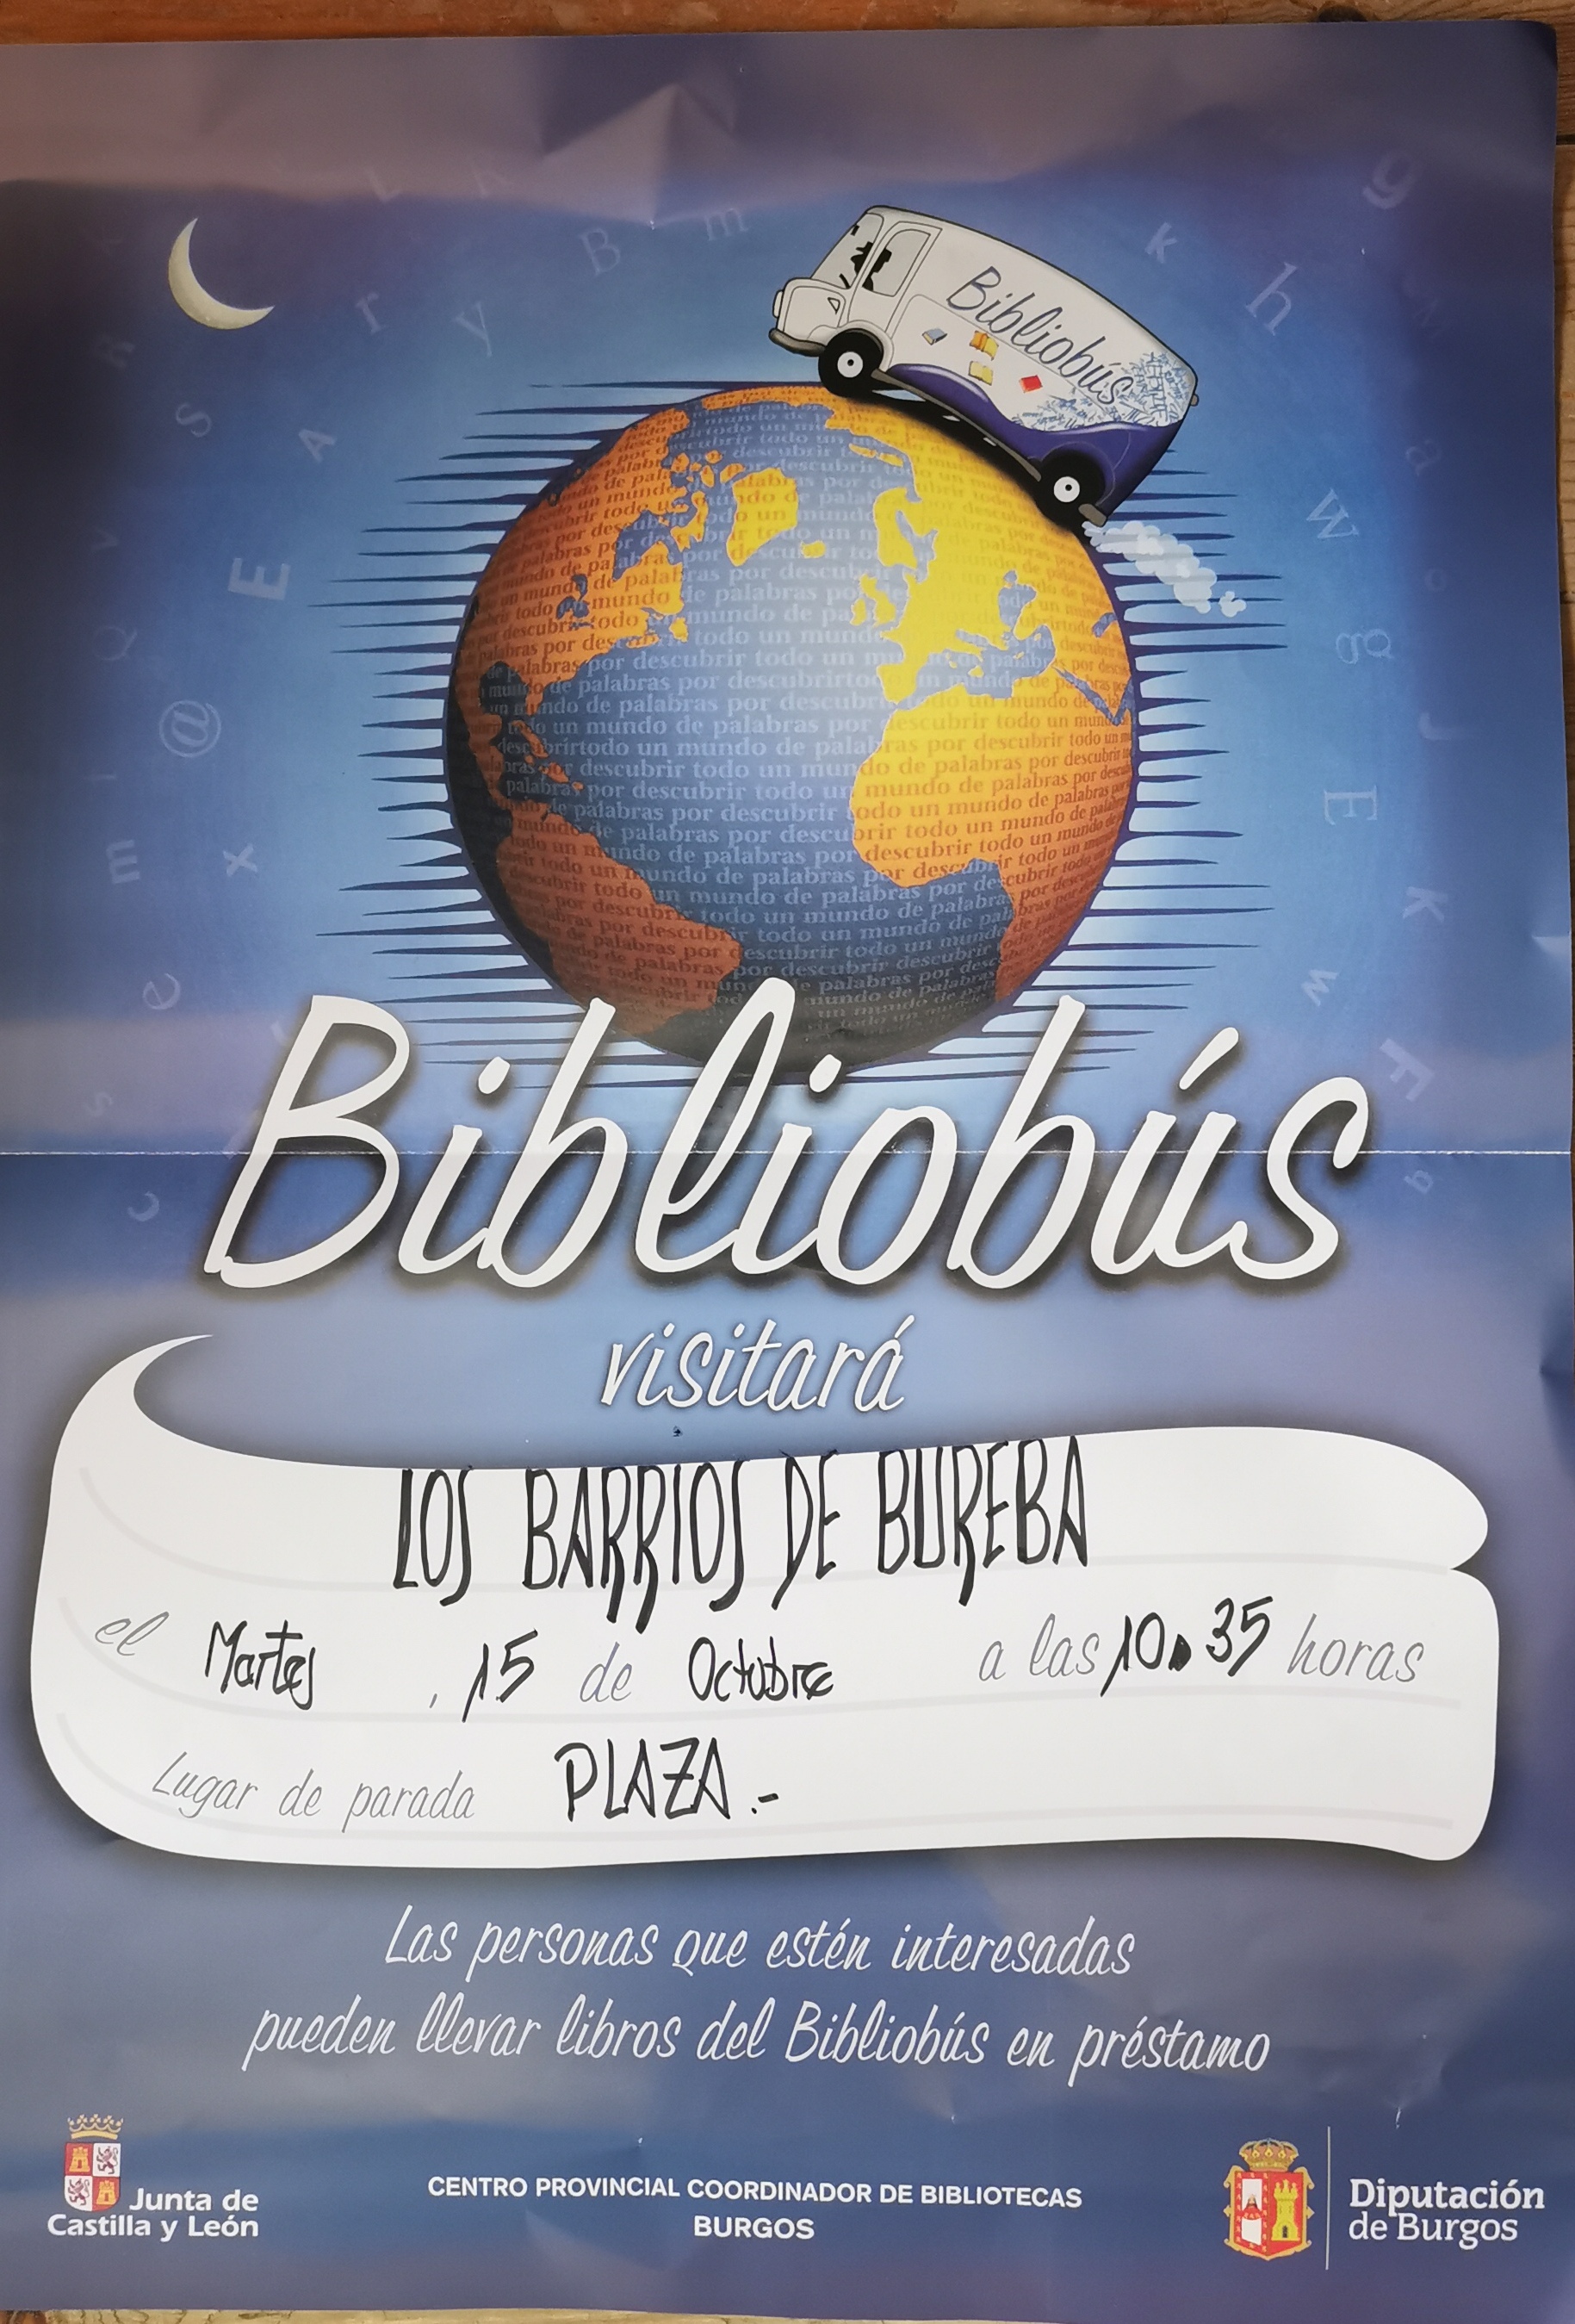 Bibliobús
Bibliobús
visitará
LOS BARRIOS DE BUREBA
el Martes, 15 de Octubre a las 10.35 horas
Lugar de parada PLAZA.-
Las personas que estén interesadas
pueden llevar libros del Bibliobús en préstamo
Junta de
Castilla y León
CENTRO PROVINCIAL COORDINADOR DE BIBLIOTECAS
BURGOS
Diputación
de Burgos